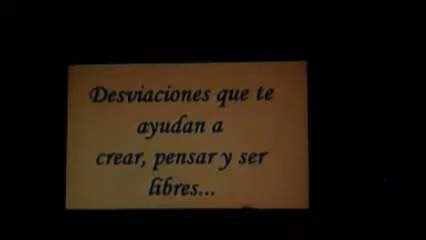 Desviaciones que te
ayudan a
crear, pensar y ser
libres...